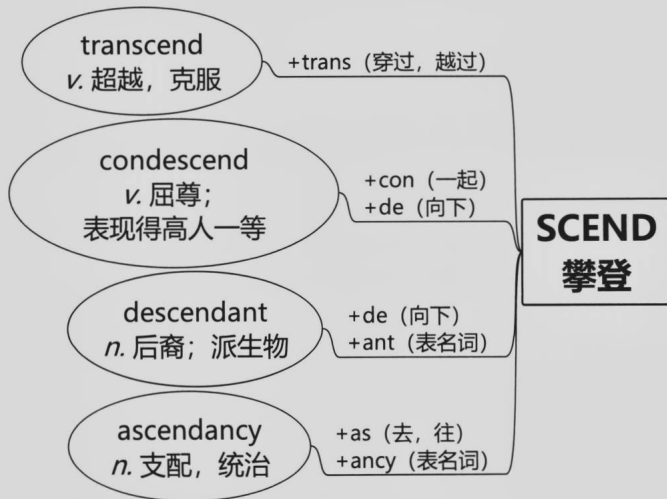 transcend
v. 超越，克服
+trans（穿过，越过）
condescend
v. 屈尊；
表现得高人一等
+con（一起）
+de（向下）
SCEND
攀登
descendant
n. 后裔；派生物
+de（向下）
+ant（表名词）
ascendancy
n. 支配，统治
+as（去，往）
+ancy（表名词）